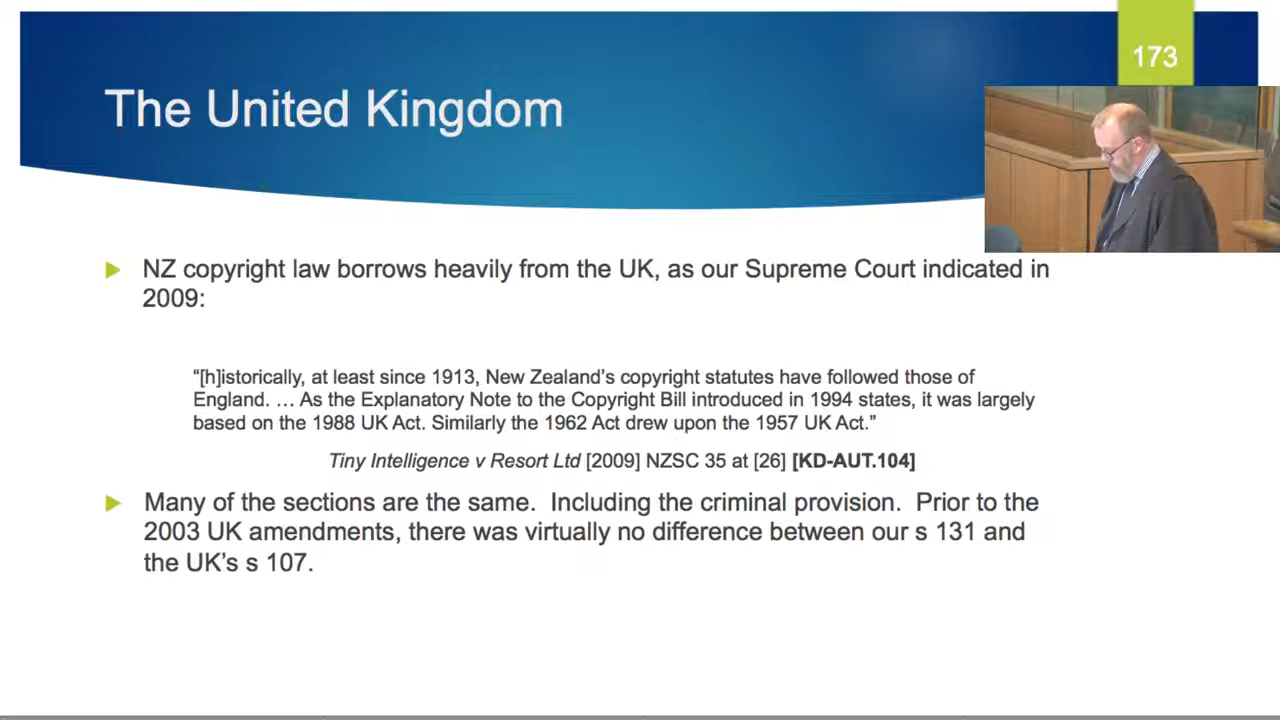 173
The United Kingdom
NZ copyright law borrows heavily from the UK, as our Supreme Court indicated in
2009:
“[h]istorically, at least since 1913, New Zealand’s copyright statutes have followed those of
England. … As the Explanatory Note to the Copyright Bill introduced in 1994 states, it was largely
based on the 1988 UK Act. Similarly the 1962 Act drew upon the 1957 UK Act.”
Tiny Intelligence v Resort Ltd [2009] NZSC 35 at [26] [KD-AUT.104]
Many of the sections are the same.  Including the criminal provision.  Prior to the
2003 UK amendments, there was virtually no difference between our s 131 and
the UK’s s 107.